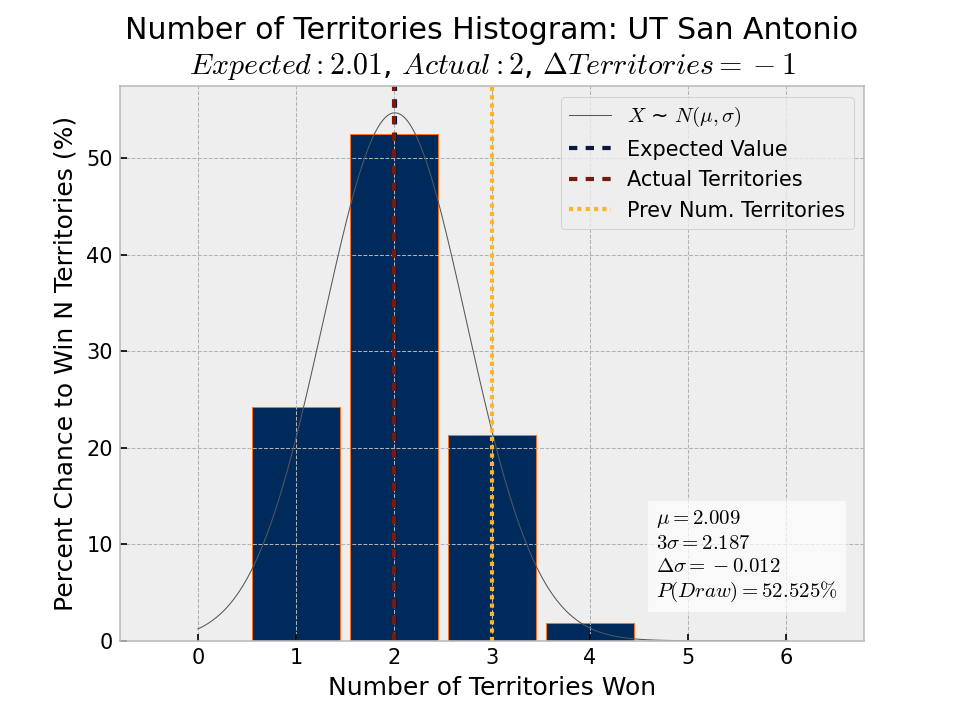 Number of Territories Histogram: UT San Antonio
Expected : 2.01, Actual : 2, ΔTerritories = −1
Percent Chance to Win N Territories (%)
50
40
30
20
10
0
X ~ N(μ, σ)
Expected Value
Actual Territories
Prev Num. Territories
μ = 2.009
3σ = 2.187
Δσ = −0.012
P(Draw) = 52.525%
0 1 2 3 4 5 6
Number of Territories Won